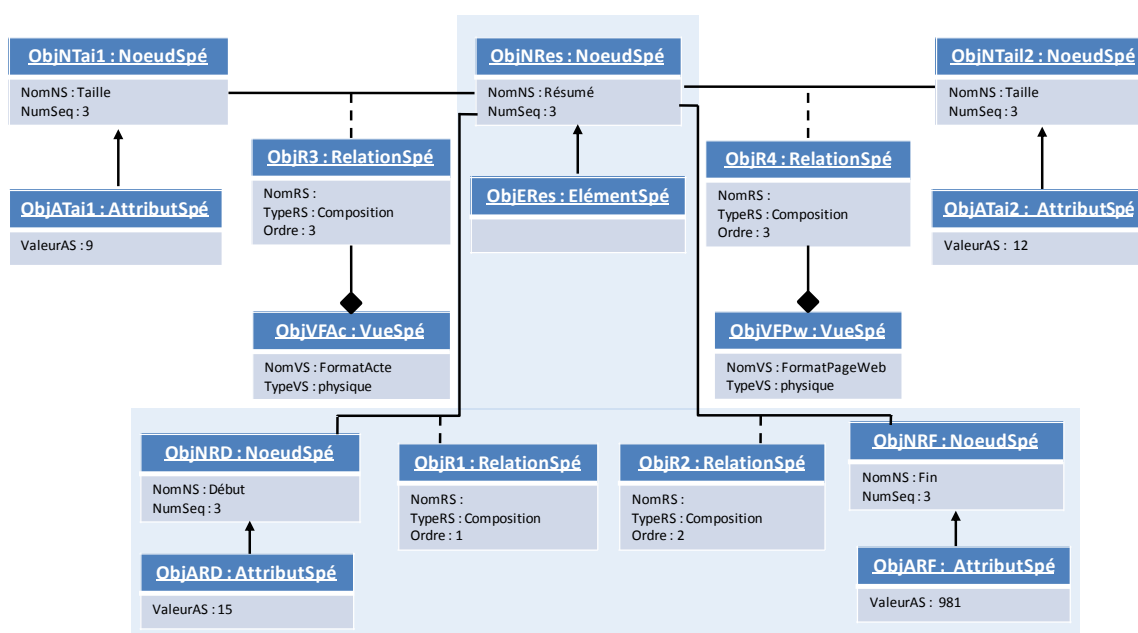 ObjNTai1 : NoeudSpé
NomNS : Taille
NumSeq : 3
ObjNRes : NoeudSpé
NomNS : Résumé
NumSeq : 3
ObjNTail2 : NoeudSpé
NomNS : Taille
NumSeq : 3
ObjR3 : RelationSpé
NomRS :
TypeRS : Composition
Ordre : 3
ObjR4 : RelationSpé
NomRS :
TypeRS : Composition
Ordre : 3
ObjATai1 : AttributSpé
ValeurAS : 9
ObjERes : ElémentSpé
ObjATai2 : AttributSpé
ValeurAS : 12
ObjVFAc : VueSpé
NomVS : FormatActe
TypeVS : physique
ObjVFPw : VueSpé
NomVS : FormatPageWeb
TypeVS : physique
ObjNRD : NoeudSpé
NomNS : Début
NumSeq : 3
ObjR1 : RelationSpé
NomRS :
TypeRS : Composition
Ordre : 1
ObjR2 : RelationSpé
NomRS :
TypeRS : Composition
Ordre : 2
ObjNRF : NoeudSpé
NomNS : Fin
NumSeq : 3
ObjARD : AttributSpé
ValeurAS : 15
ObjARF : AttributSpé
ValeurAS : 981